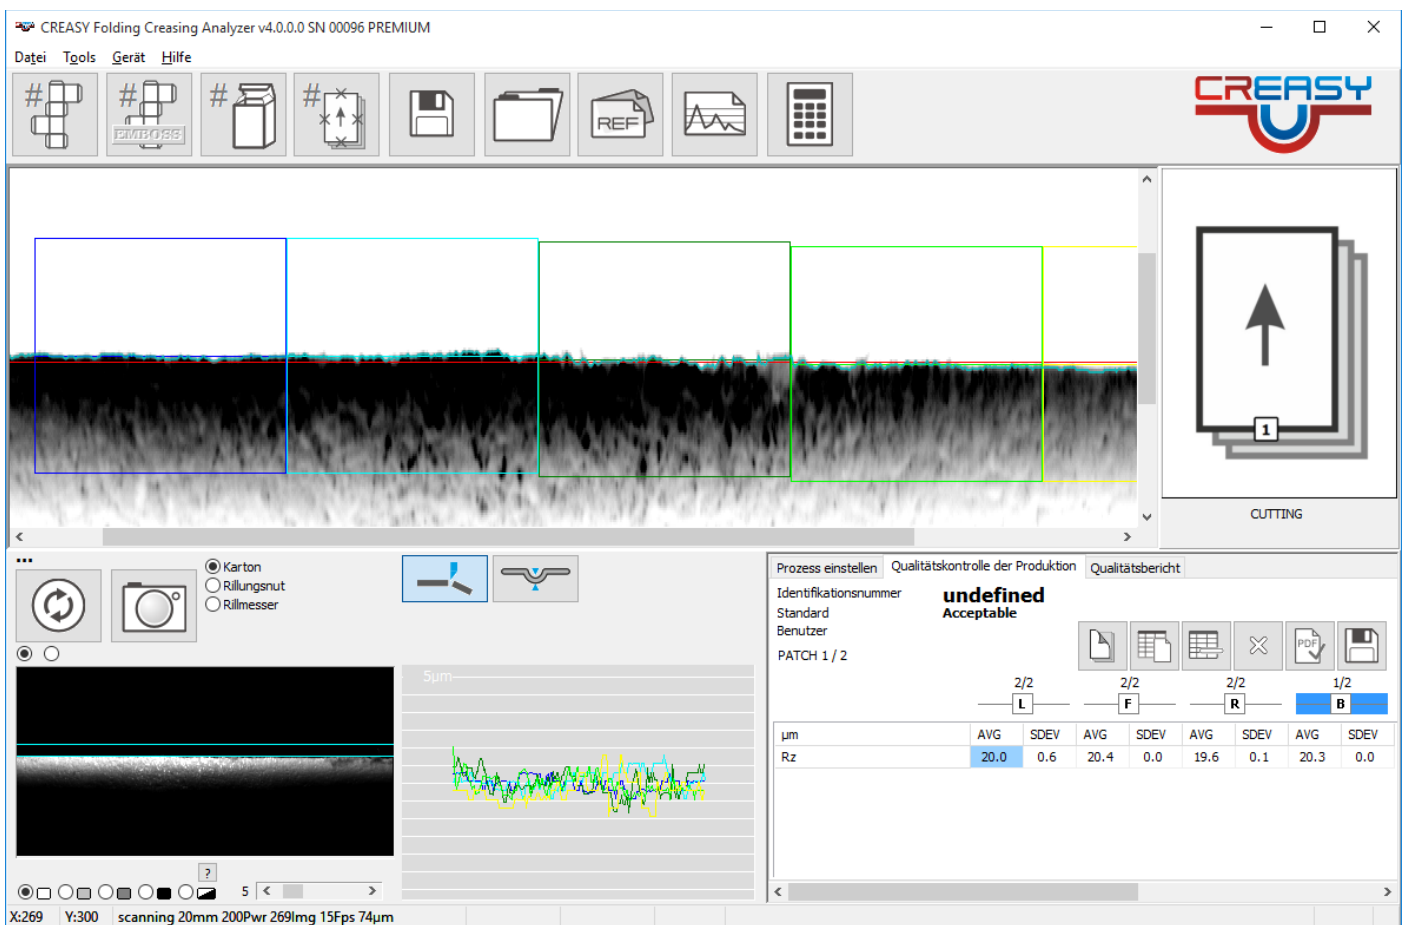 CREASY Folding Creasing Analyzer v4.0.0.0 SN 00096 PREMIUM
Datei Tools Gerät Hilfe
# # # #
EMBOSS
REF
CREASY
1
CUTTING
...
Karton
Rillungsnut
Rillmesser
5µm
?
5
Prozess einstellen Qualitätskontrolle der Produktion Qualitätsbericht
Identifikationsnummer undefined
Standard Acceptable
Benutzer
PATCH 1 / 2
PDF
2/2 2/2 2/2 1/2
L F R B
µm AVG SDEV AVG SDEV AVG SDEV AVG SDEV
Rz 20.0 0.6 20.4 0.0 19.6 0.1 20.3 0.0
X:269 Y:300 scanning 20mm 200Pwr 269Img 15Fps 74µm